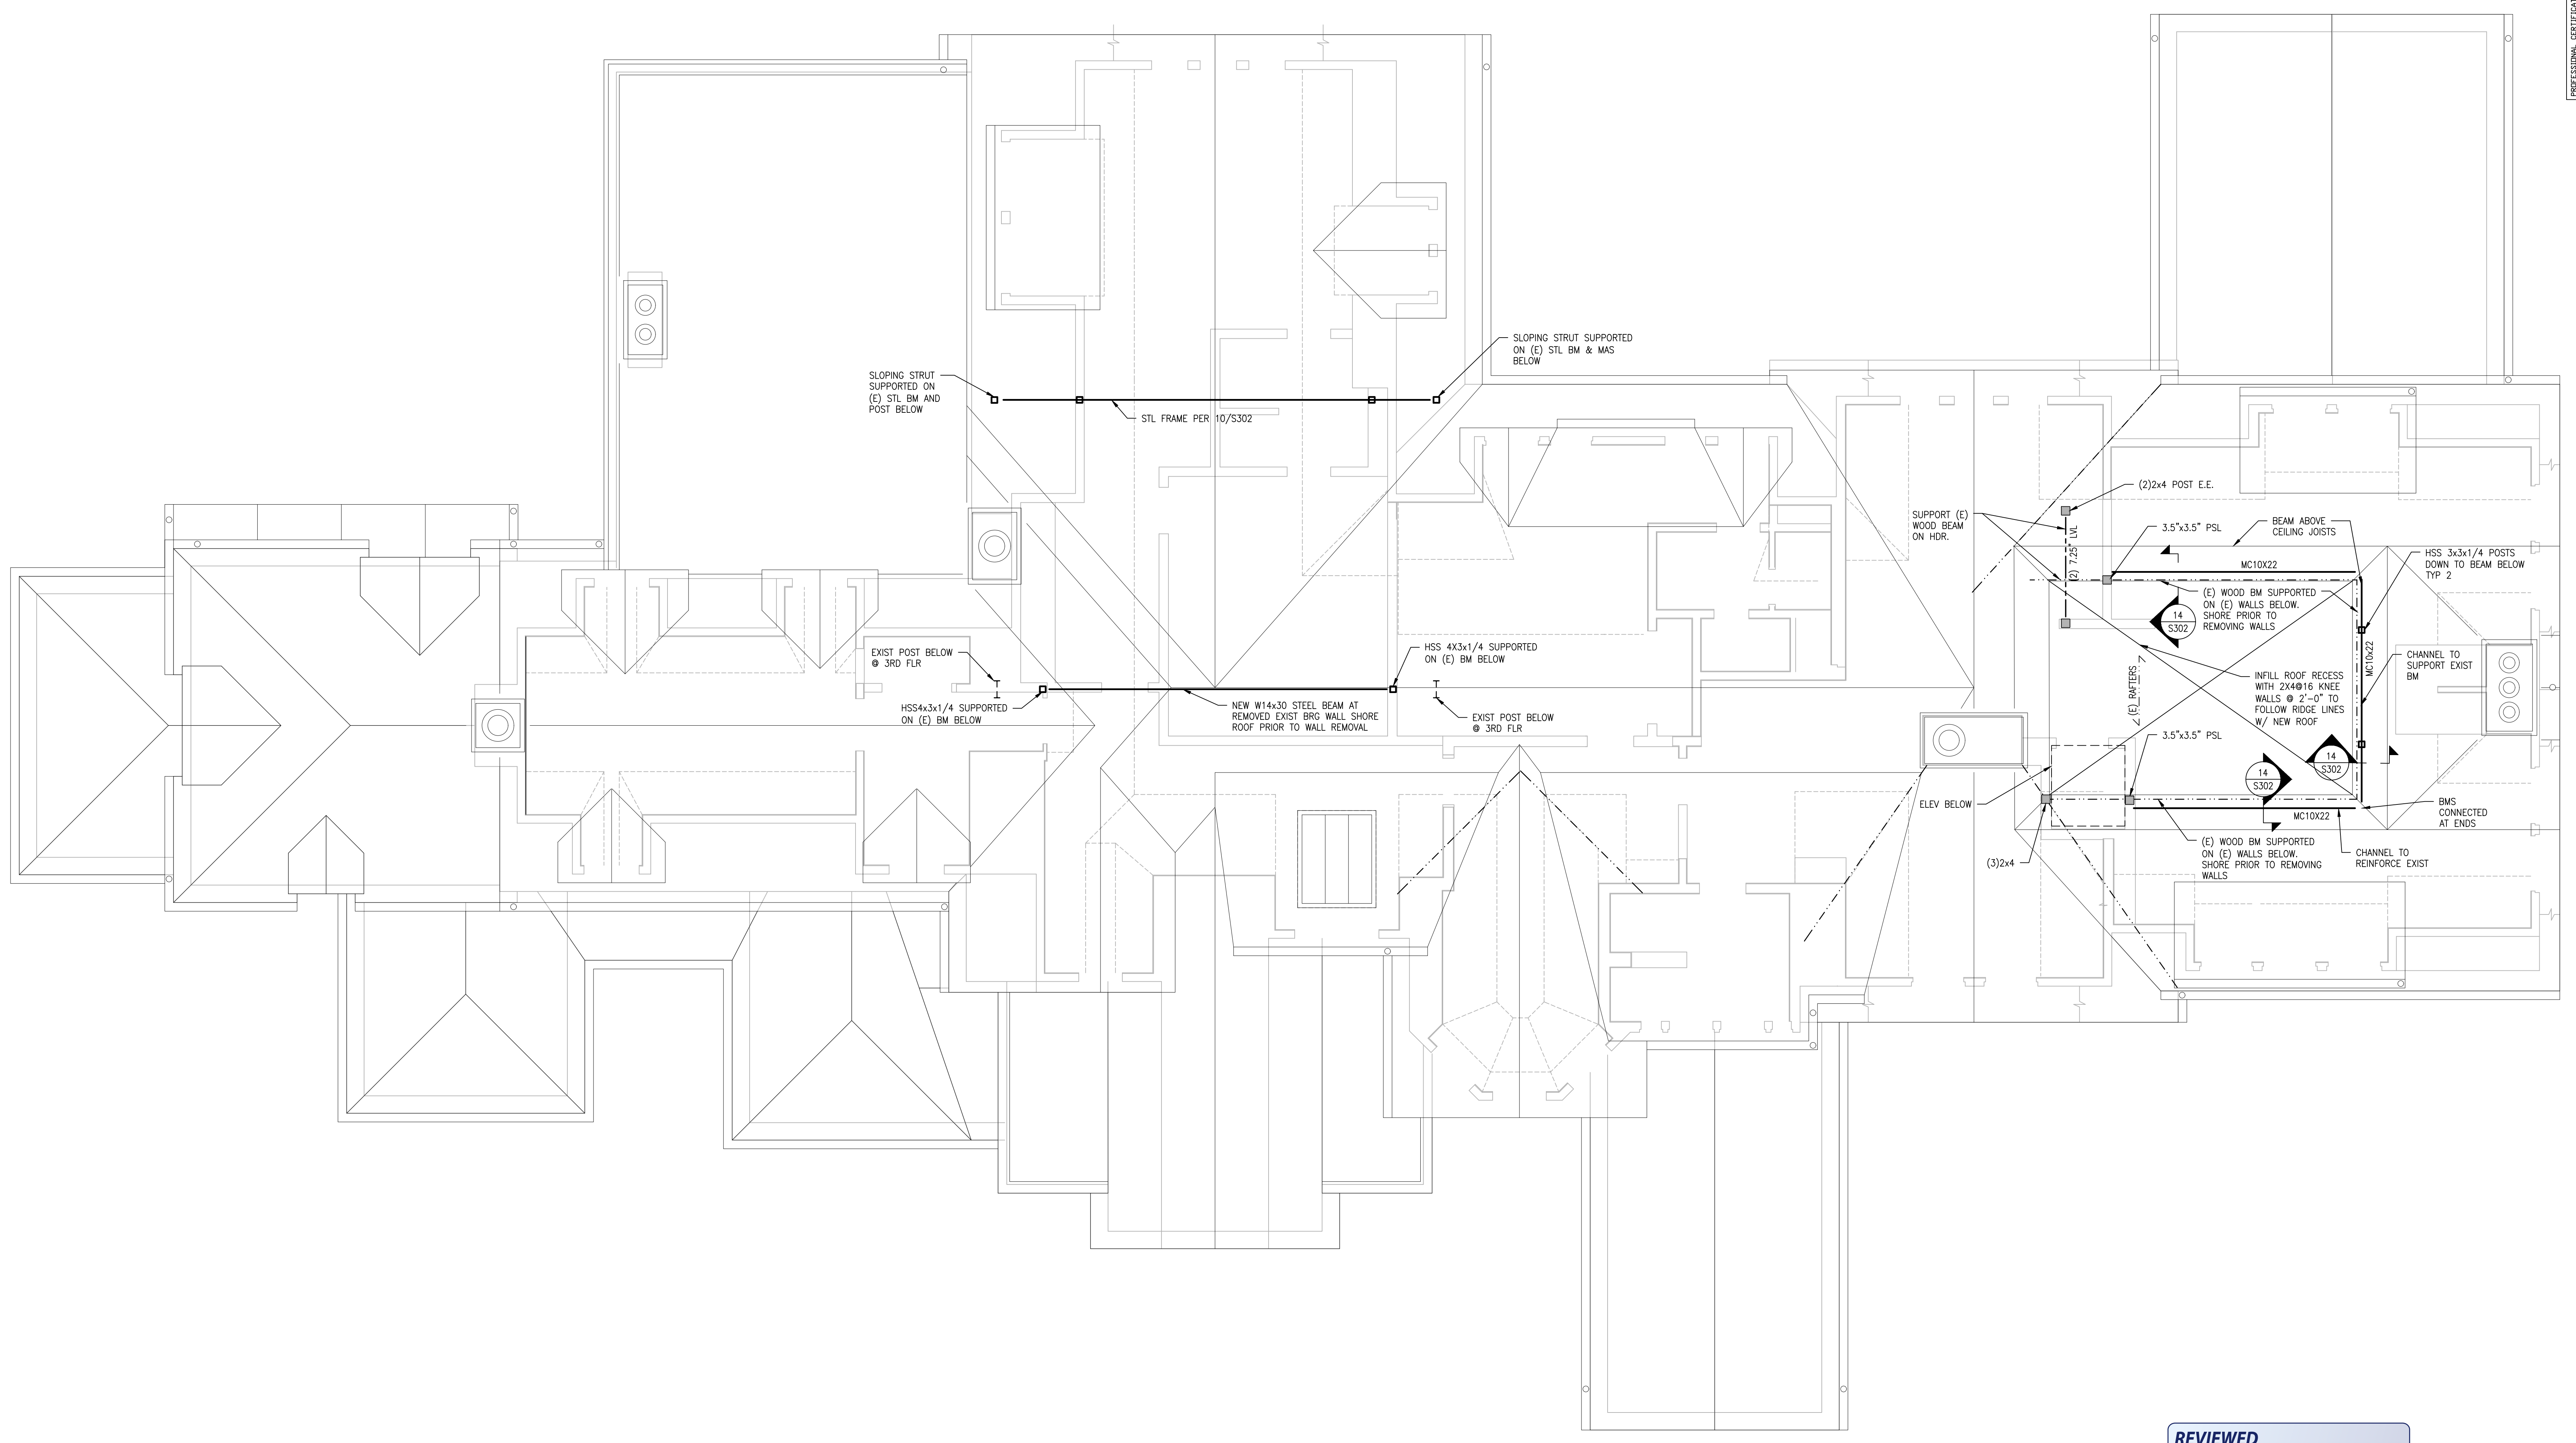 PROFESSIONAL CERTIFICAT
SLOPING STRUT SUPPORTED
ON (E) STL BM & MAS
BELOW
SLOPING STRUT
SUPPORTED ON
(E) STL BM AND
POST BELOW
STL FRAME PER 10/S302
(2)2x4 POST E.E.
SUPPORT (E)
WOOD BEAM
ON HDR.
(2) 7.25" LVL
3.5"x3.5" PSL
BEAM ABOVE
CEILING JOISTS
HSS 3x3x1/4 POSTS
DOWN TO BEAM BELOW
TYP 2
MC10X22
(E) WOOD BM SUPPORTED
ON (E) WALLS BELOW.
SHORE PRIOR TO
REMOVING WALLS
14
S302
EXIST POST BELOW
@ 3RD FLR
HSS 4X3x1/4 SUPPORTED
ON (E) BM BELOW
CHANNEL TO
SUPPORT EXIST
BM
MC10x22
(E) RAFTERS
INFILL ROOF RECESS
WITH 2X4@16 KNEE
WALLS @ 2'-0" TO
FOLLOW RIDGE LINES
W/ NEW ROOF
HSS4x3x1/4 SUPPORTED
ON (E) BM BELOW
NEW W14x30 STEEL BEAM AT
REMOVED EXIST BRG WALL SHORE
ROOF PRIOR TO WALL REMOVAL
EXIST POST BELOW
@ 3RD FLR
3.5"x3.5" PSL
14
S302
14
S302
ELEV BELOW
BMS
CONNECTED
AT ENDS
MC10X22
(3)2x4
(E) WOOD BM SUPPORTED
ON (E) WALLS BELOW.
SHORE PRIOR TO REMOVING
WALLS
CHANNEL TO
REINFORCE EXIST
REVIEWED